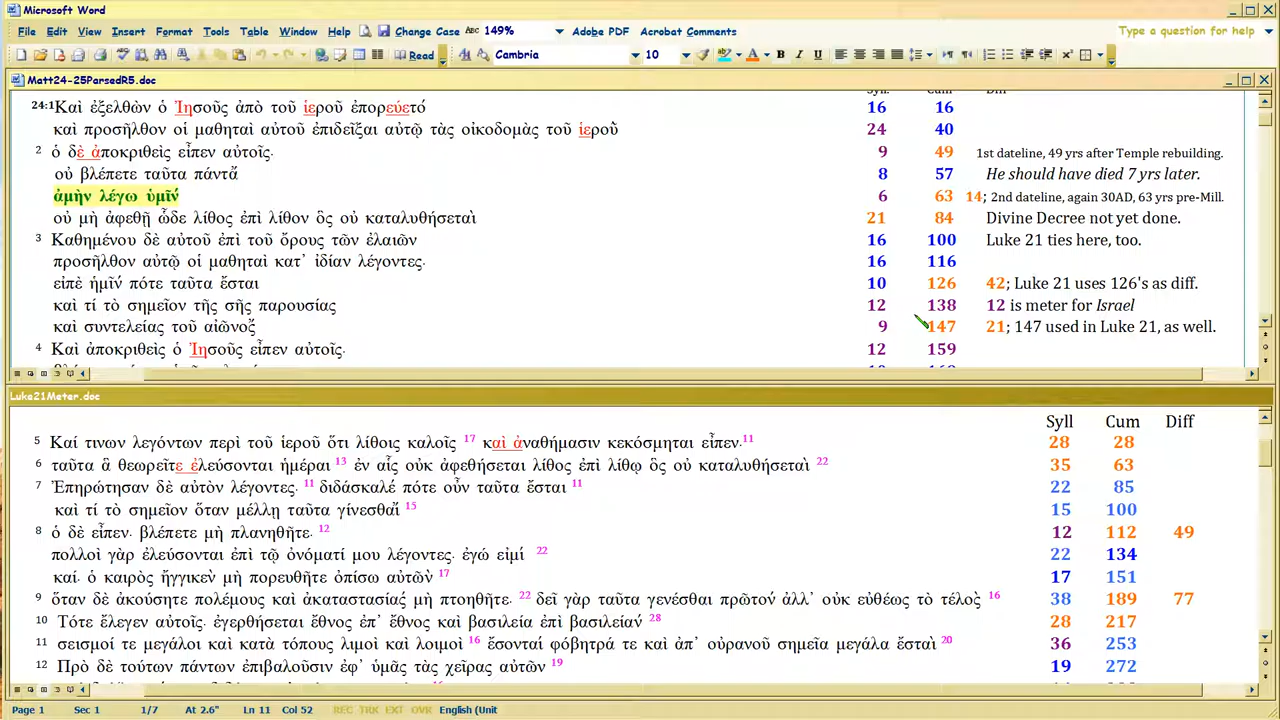 Microsoft Word
File Edit View Insert Format Tools Table Window Help Change Case ABC 149% Adobe PDF Acrobat Comments Type a question for help
Read Cambria 10 B I U
Matt24-25ParsedR5.doc
Syll. Cum Diff
24:1 Καὶ ἐξελθὼν ὁ Ἰησοῦς ἀπὸ τοῦ ἱεροῦ ἐπορεύετό 16 16
καὶ προσῆλθον οἱ μαθηταὶ αὐτοῦ ἐπιδεῖξαι αὐτῷ τὰς οἰκοδομὰς τοῦ ἱεροῦ 24 40
2 ὁ δὲ ἀποκριθεὶς εἶπεν αὐτοῖς· 9 49 1st dateline, 49 yrs after Temple rebuilding.
οὐ βλέπετε ταῦτα πάντᾶ 8 57 He should have died 7 yrs later.
ἀμὴν λέγω ὑμῖν 6 63 14; 2nd dateline, again 30AD, 63 yrs pre-Mill.
οὐ μὴ ἀφεθῇ ὧδε λίθος ἐπὶ λίθον ὃς οὐ καταλυθήσεταὶ 21 84 Divine Decree not yet done.
3 Καθημένου δὲ αὐτοῦ ἐπὶ τοῦ ὄρους τῶν ἐλαιῶν 16 100 Luke 21 ties here, too.
προσῆλθον αὐτῷ οἱ μαθηταὶ κατ᾽ ἰδίαν λέγοντες· 16 116
εἰπὲ ἡμῖν πότε ταῦτα ἔσται 10 126 42; Luke 21 uses 126's as diff.
καὶ τί τὸ σημεῖον τῆς σῆς παρουσίας 12 138 12 is meter for Israel
καὶ συντελείας τοῦ αἰῶνοξ 9 147 21; 147 used in Luke 21, as well.
4 Καὶ ἀποκριθεὶς ὁ Ἰησοῦς εἶπεν αὐτοῖς· 12 159
Luke21Meter.doc
Syll Cum Diff
5 Καί τινων λεγόντων περὶ τοῦ ἱεροῦ ὅτι λίθοις καλοῖς 17 καὶ ἀναθήμασιν κεκόσμηται εἶπεν· 11 28 28
6 ταῦτα ἃ θεωρεῖτε ἐλεύσονται ἡμέραι 13 ἐν αἷς οὐκ ἀφεθήσεται λίθος ἐπὶ λίθῳ ὃς οὐ καταλυθήσεταὶ 22 35 63
7 Ἐπηρώτησαν δὲ αὐτὸν λέγοντες· 11 διδάσκαλέ πότε οὖν ταῦτα ἔσται 11 22 85
καὶ τί τὸ σημεῖον ὅταν μέλλῃ ταῦτα γίνεσθαῖ 15 15 100
8 ὁ δὲ εἶπεν· βλέπετε μὴ πλανηθῆτε· 12 12 112 49
πολλοὶ γὰρ ἐλεύσονται ἐπὶ τῷ ὀνόματί μου λέγοντες· ἐγώ εἰμί 22 22 134
καί· ὁ καιρὸς ἤγγικεν μὴ πορευθῆτε ὀπίσω αὐτῶν 17 17 151
9 ὅταν δὲ ἀκούσητε πολέμους καὶ ἀκαταστασίας μὴ πτοηθῆτε· 22 δεῖ γὰρ ταῦτα γενέσθαι πρῶτον ἀλλ᾽ οὐκ εὐθέως τὸ τέλος 16 38 189 77
10 Τότε ἔλεγεν αὐτοῖς· ἐγερθήσεται ἔθνος ἐπ᾽ ἔθνος καὶ βασιλεία ἐπὶ βασιλείαν 28 28 217
11 σεισμοί τε μεγάλοι καὶ κατὰ τόπους λιμοὶ καὶ λοιμοὶ 16 ἔσονταί φόβητρά τε καὶ ἀπ᾽ οὐρανοῦ σημεῖα μεγάλα ἔσταὶ 20 36 253
12 Πρὸ δὲ τούτων πάντων ἐπιβαλοῦσιν ἐφ᾽ ὑμᾶς τὰς χεῖρας αὐτῶν 19 19 272
Page 1 Sec 1 1/7 At 2.6" Ln 11 Col 52 REC TRK EXT OVR English (Unit